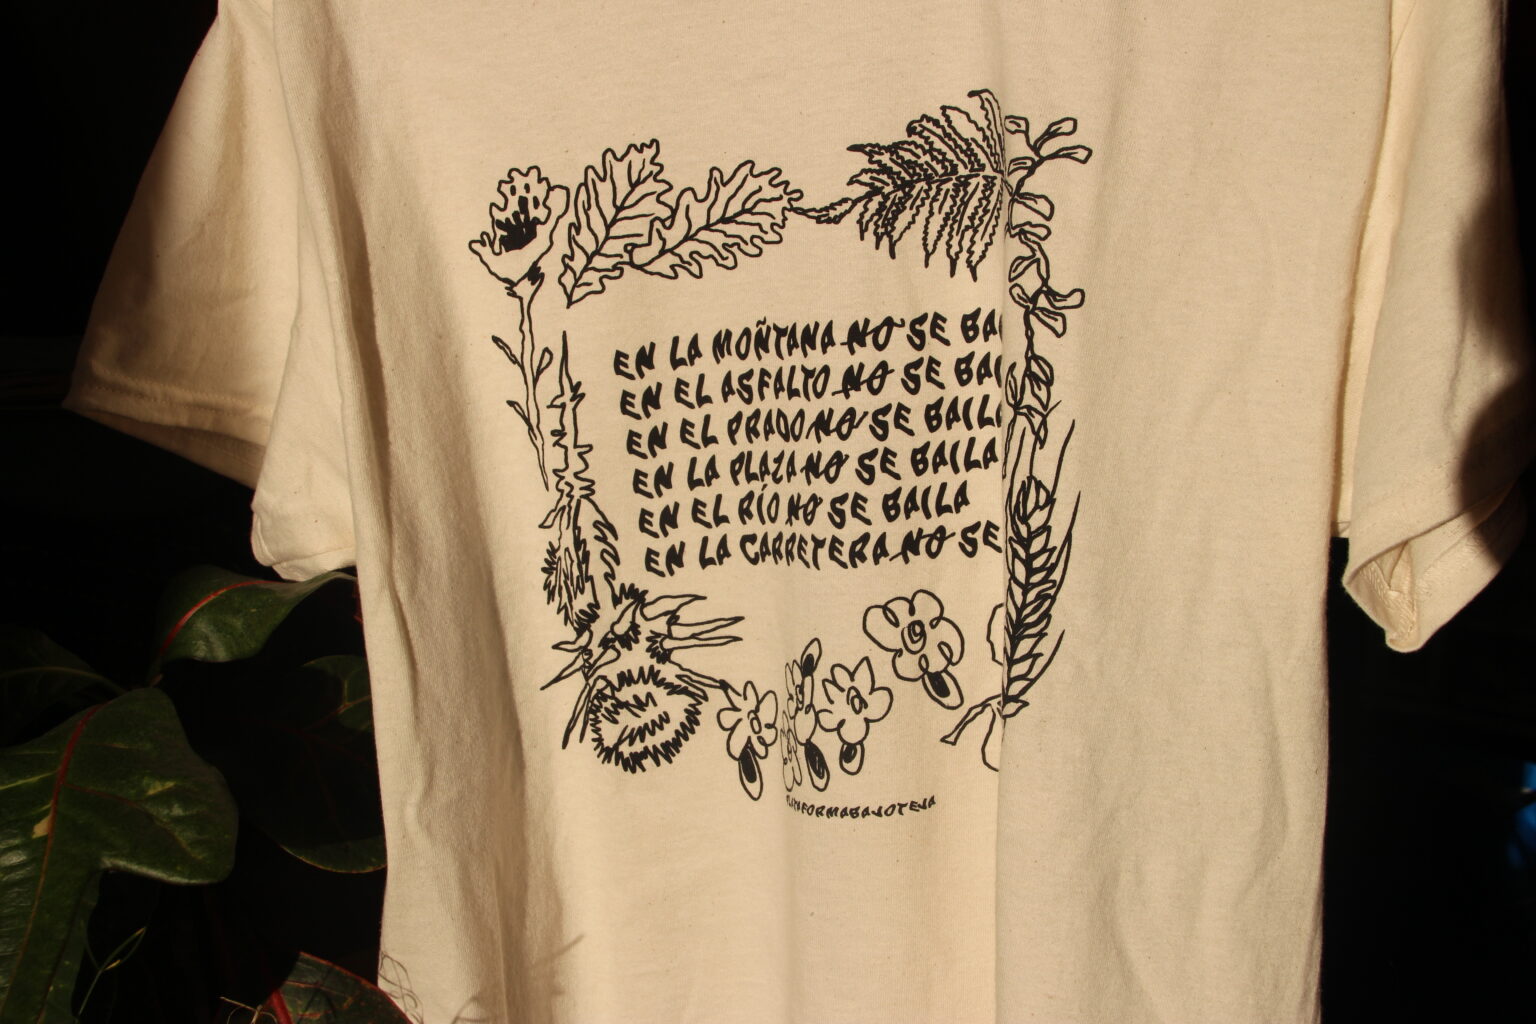 EN LA MOÑTANA NO SE BA
EN EL ASFALTO NO SE BAI
EN EL PRADO NO SE BAILA
EN LA PLAZA NO SE BAILA
EN EL RÍO NO SE BAILA
EN LA CARRETERA NO SE